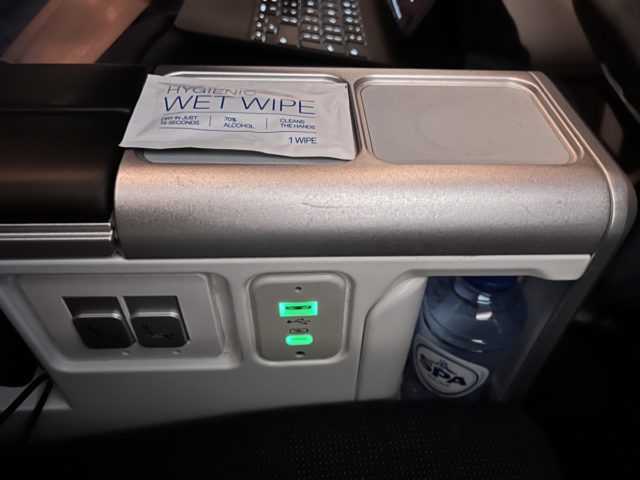 HYGIENIC
WET WIPE
DRY IN JUST
15 SECONDS
70%
ALCOHOL
CLEANS
THE HANDS
1 WIPE
SPA